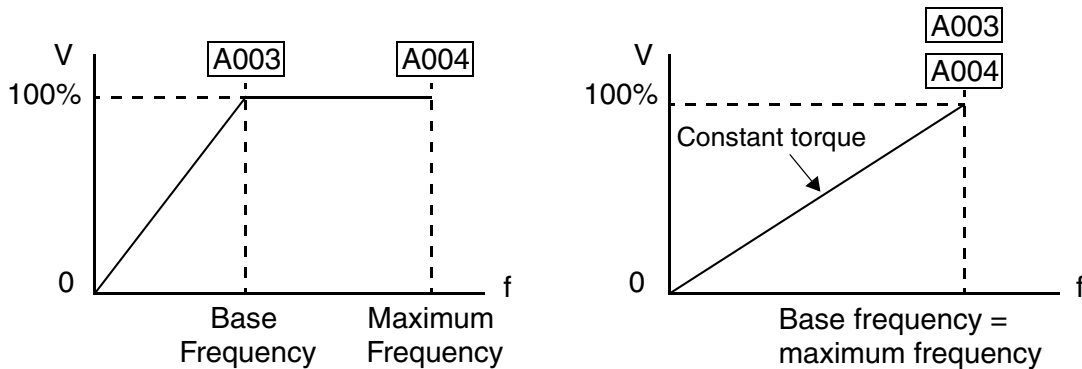 V
A003
A004
100%
0
f
Base
Frequency
Maximum
Frequency
A003
V
A004
100%
Constant torque
0
f
Base frequency =
maximum frequency